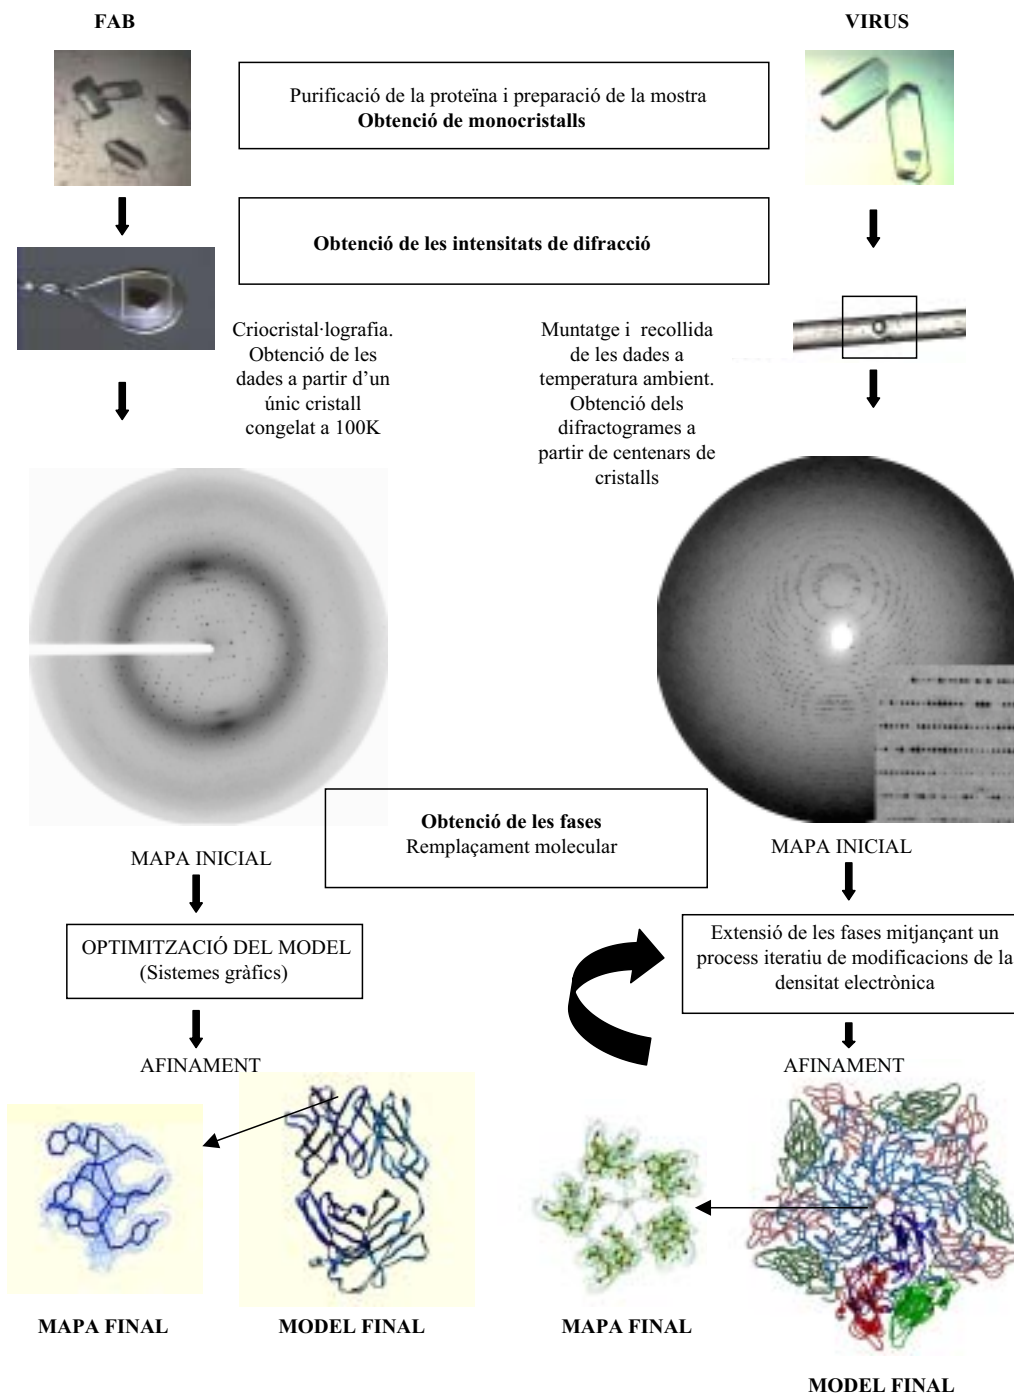 FAB
VIRUS
Purificació de la proteïna i preparació de la mostra
Obtenció de monocristalls
Obtenció de les intensitats de difracció
Criocristal·lografia.
Obtenció de les
dades a partir d’un
únic cristall
congelat a 100K
Muntatge i recollida
de les dades a
temperatura ambient.
Obtenció dels
difractogrames a
partir de centenars de
cristalls
Obtenció de les fases
Remplaçament molecular
MAPA INICIAL
MAPA INICIAL
OPTIMITZACIÓ DEL MODEL
(Sistemes gràfics)
Extensió de les fases mitjançant un
process iteratiu de modificacions de la
densitat electrònica
AFINAMENT
AFINAMENT
MAPA FINAL
MODEL FINAL
MAPA FINAL
MODEL FINAL